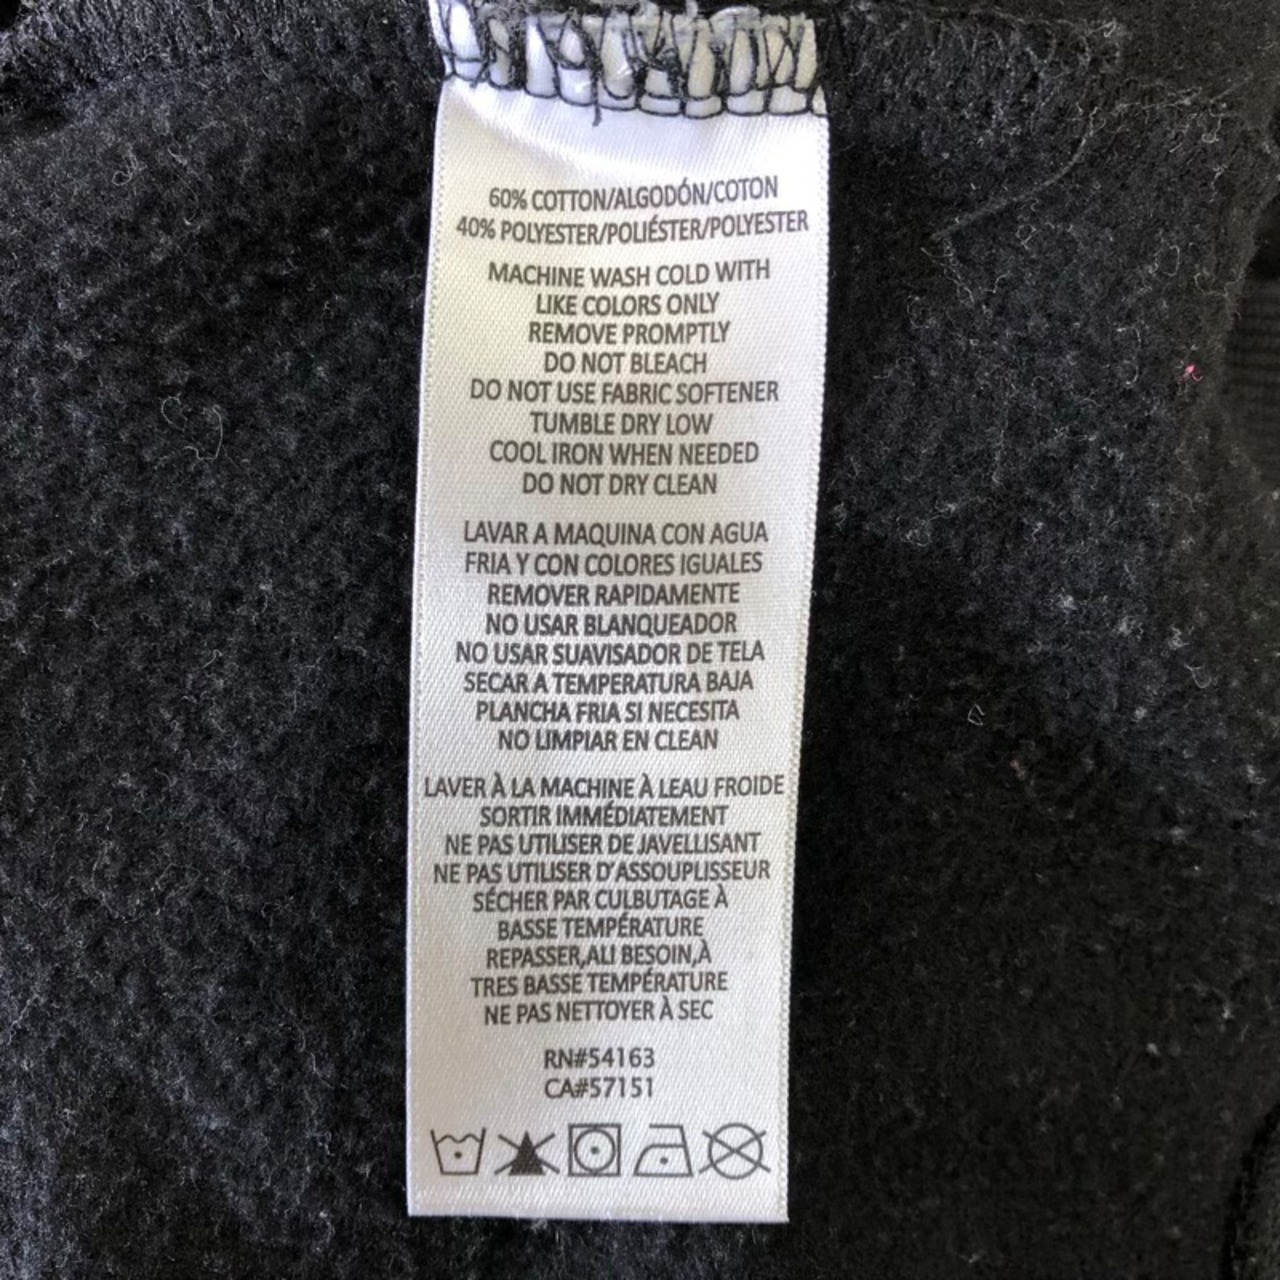 60% COTTON/ALGODÓN/COTON
40% POLYESTER/POLIÉSTER/POLYESTER
MACHINE WASH COLD WITH
LIKE COLORS ONLY
REMOVE PROMPTLY
DO NOT BLEACH
DO NOT USE FABRIC SOFTENER
TUMBLE DRY LOW
COOL IRON WHEN NEEDED
DO NOT DRY CLEAN
LAVAR A MAQUINA CON AGUA
FRIA Y CON COLORES IGUALES
REMOVER RAPIDAMENTE
NO USAR BLANQUEADOR
NO USAR SUAVISADOR DE TELA
SECAR A TEMPERATURA BAJA
PLANCHA FRIA SI NECESITA
NO LIMPIAR EN CLEAN
LAVER À LA MACHINE À LEAU FROIDE
SORTIR IMMÉDIATEMENT
NE PAS UTILISER DE JAVELLISANT
NE PAS UTILISER D'ASSOUPLISSEUR
SÉCHER PAR CULBUTAGE À
BASSE TEMPÉRATURE
REPASSER,ALI BESOIN,À
TRES BASSE TEMPÉRATURE
NE PAS NETTOYER À SEC
RN#54163
CA#57151